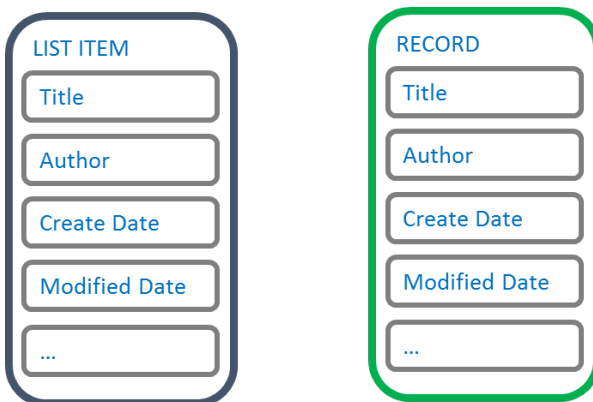 LIST ITEM
Title
Author
Create Date
Modified Date
...
RECORD
Title
Author
Create Date
Modified Date
...